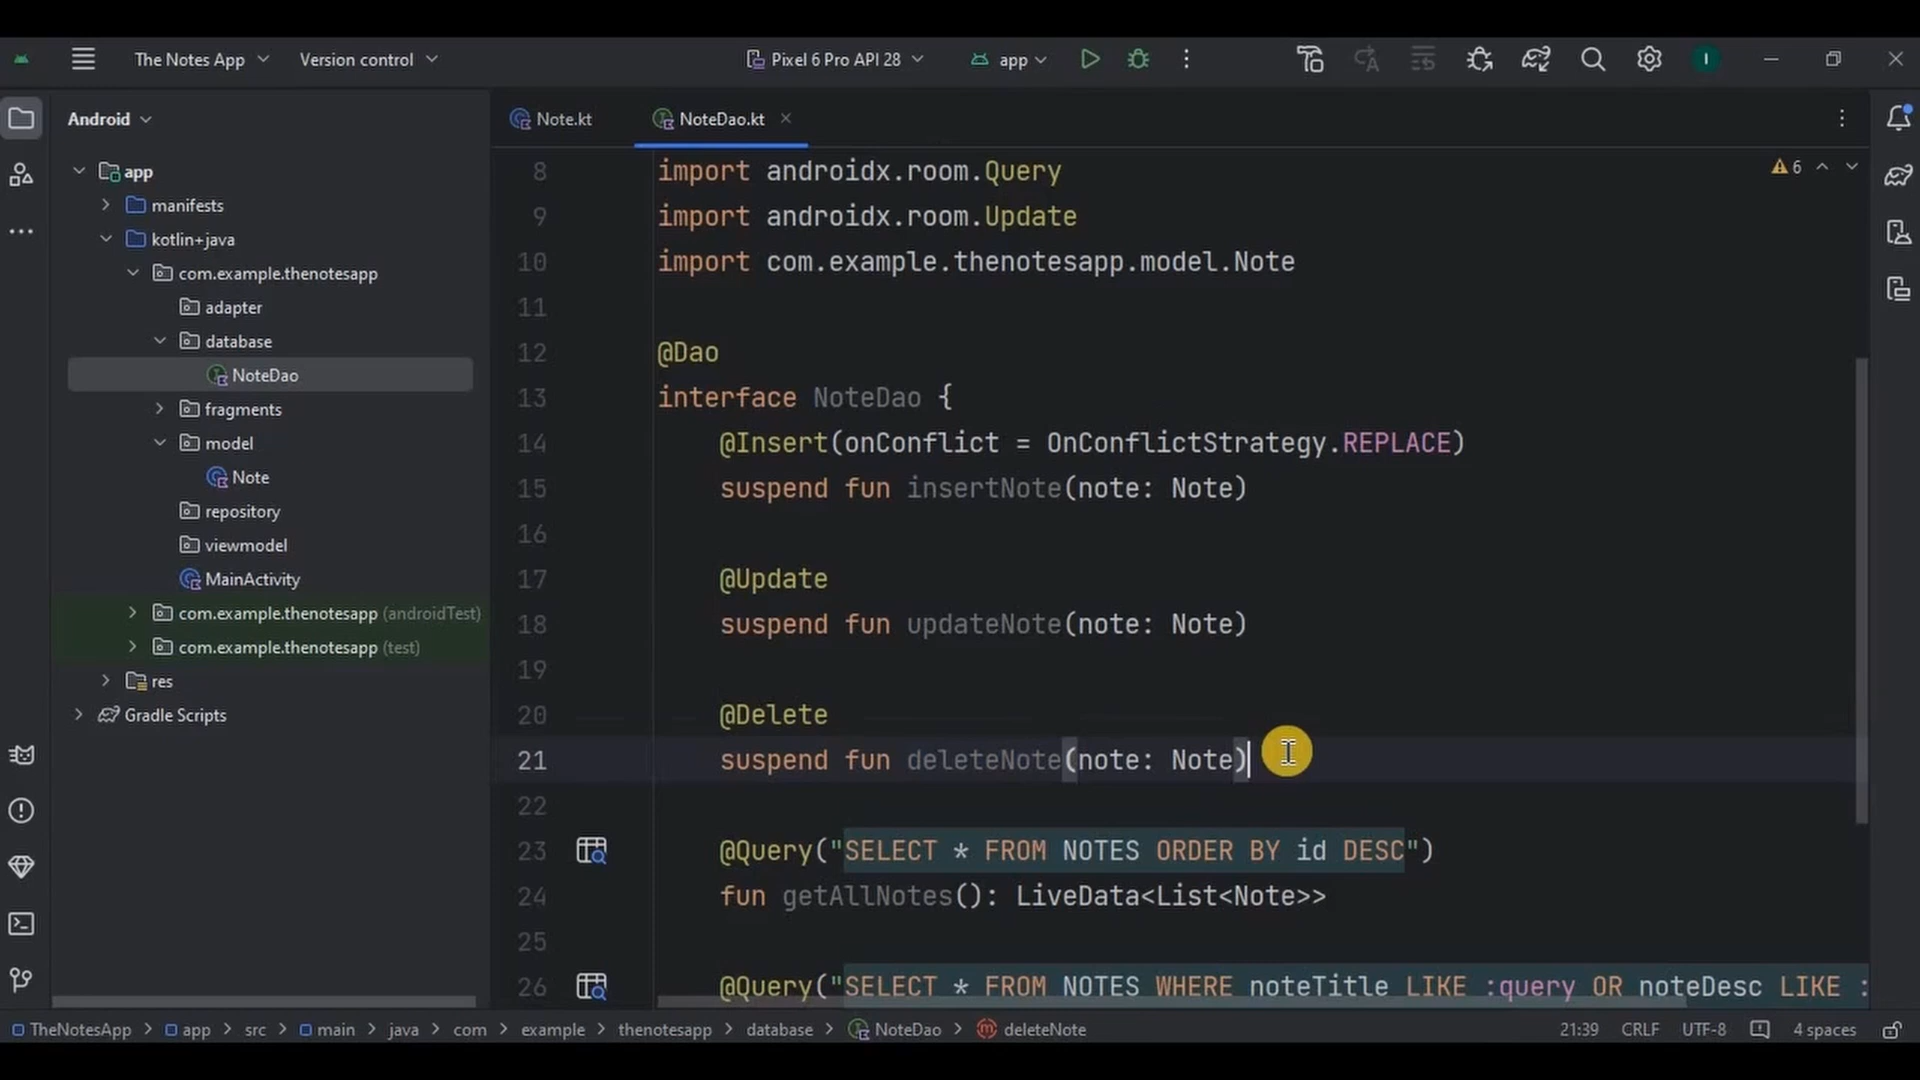 The Notes App
Version control
Pixel 6 Pro API 28
app
I
Android
Note.kt
NoteDao.kt
6
app
manifests
kotlin+java
com.example.thenotesapp
adapter
database
NoteDao
fragments
model
Note
repository
viewmodel
MainActivity
com.example.thenotesapp (androidTest)
com.example.thenotesapp (test)
res
Gradle Scripts
8 import androidx.room.Query
9 import androidx.room.Update
10 import com.example.thenotesapp.model.Note
11
12 @Dao
13 interface NoteDao {
14 @Insert(onConflict = OnConflictStrategy.REPLACE)
15 suspend fun insertNote(note: Note)
16
17 @Update
18 suspend fun updateNote(note: Note)
19
20 @Delete
21 suspend fun deleteNote(note: Note)
22
23 @Query("SELECT * FROM NOTES ORDER BY id DESC")
24 fun getAllNotes(): LiveData<List<Note>>
25
26 @Query("SELECT * FROM NOTES WHERE noteTitle LIKE :query OR noteDesc LIKE :
TheNotesApp > app > src > main > java > com > example > thenotesapp > database > NoteDao > deleteNote
21:39 CRLF UTF-8 4 spaces